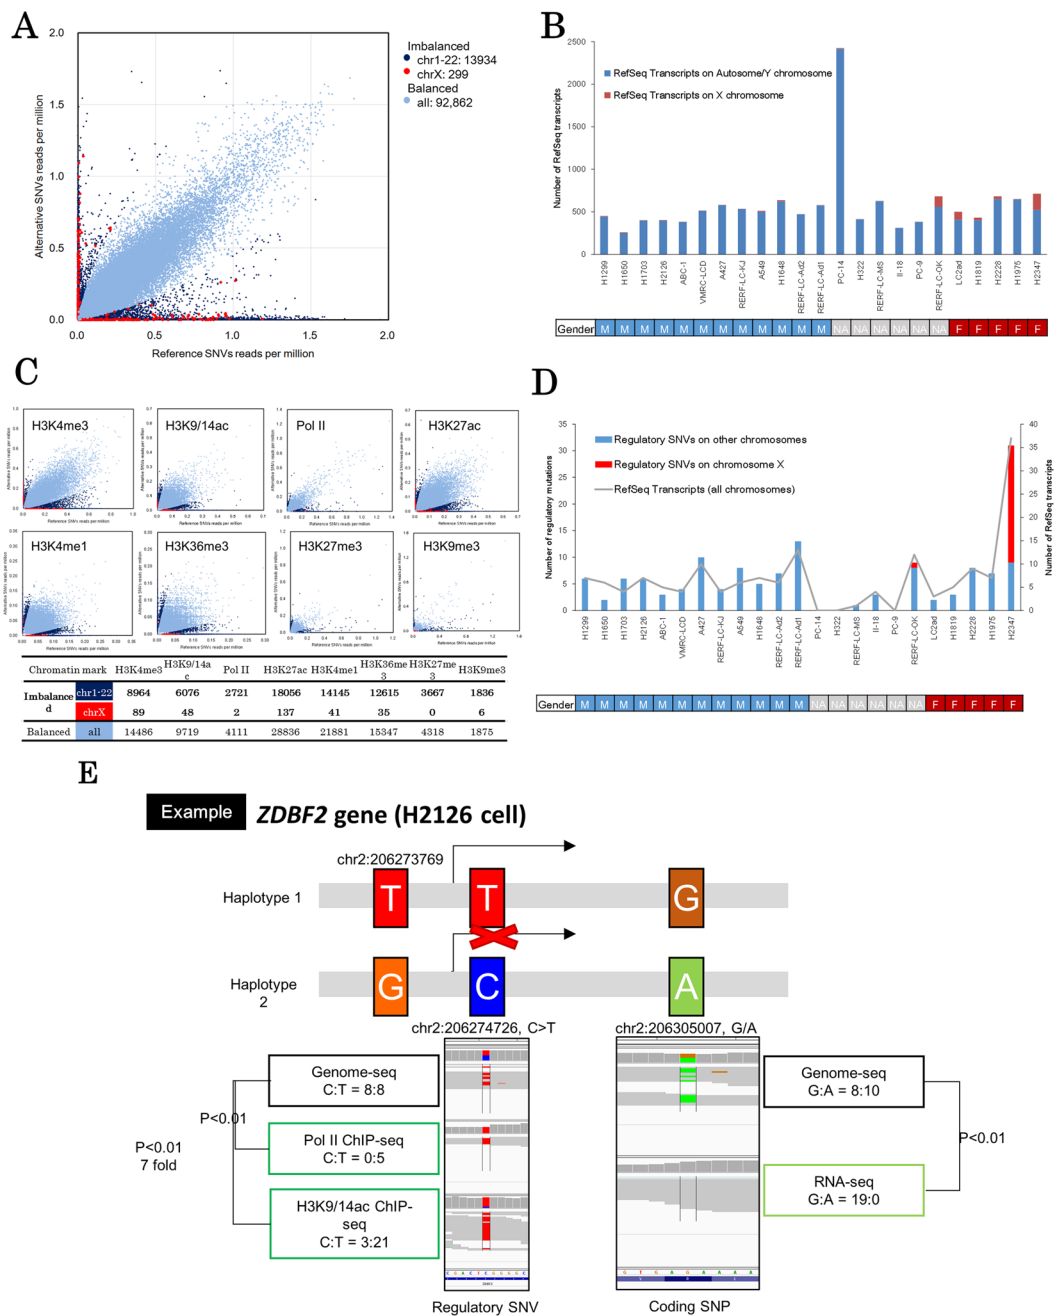 A
2.0
1.5
1.0
0.5
0.0
0.0 0.5 1.0 1.5 2.0
Alternative SNVs reads per million
Reference SNVs reads per million
Imbalanced
chr1-22: 13934
chrX: 299
Balanced
all: 92,862
B
2500
2000
1500
1000
500
0
Number of RefSeq transcripts
RefSeq Transcripts on Autosome/Y chromosome
RefSeq Transcripts on X chromosome
H1299 H1650 H1703 H2126 ABC-1 VMRC-LCD A427 RERF-LC-KJ A549 H1648 RERF-LC-Ad2 RERF-LC-Ad1 PC-14 H322 RERF-LC-MS II-18 PC-9 RERF-LC-OK LC2ad H1819 H2228 H1975 H2347
Gender M M M M M M M M M M M M NA NA NA NA NA NA F F F F F
C
H3K4me3
H3K9/14ac
Pol II
H3K27ac
H3K4me1
H3K36me3
H3K27me3
H3K9me3
Alternative SNVs reads per million
Reference SNVs reads per million
Chromatin mark H3K4me3 H3K9/14ac Pol II H3K27ac H3K4me1 H3K36me3 H3K27me3 H3K9me3
Imbalanced chr1-22 8964 6076 2721 18056 14145 12615 3667 1836
chrX 89 48 2 137 41 35 0 6
Balanced all 14486 9719 4111 28836 21881 15347 4318 1875
D
35
30
25
20
15
10
5
0
Number of regulatory mutations
Regulatory SNVs on other chromosomes
Regulatory SNVs on chromosome X
RefSeq Transcripts (all chromosomes)
40
35
30
25
20
15
10
5
0
Number of RefSeq transcripts
H1299 H1650 H1703 H2126 ABC-1 VMRC-LCD A427 RERF-LC-KJ A549 H1648 RERF-LC-Ad2 RERF-LC-Ad1 PC-14 H322 RERF-LC-MS II-18 PC-9 RERF-LC-OK LC2ad H1819 H2228 H1975 H2347
Gender M M M M M M M M M M M M NA NA NA NA NA NA F F F F F
E
Example
ZDBF2 gene (H2126 cell)
chr2:206273769
Haplotype 1
T T G
Haplotype
2
G C A
chr2:206274726, C>T
chr2:206305007, G/A
Genome-seq
C:T = 8:8
P<0.01
Pol II ChIP-seq
C:T = 0:5
P<0.01
7 fold
H3K9/14ac ChIP-
seq
C:T = 3:21
Genome-seq
G:A = 8:10
P<0.01
RNA-seq
G:A = 19:0
C G A C T C G G A G C
G T G A G A A A A
Regulatory SNV
Coding SNP